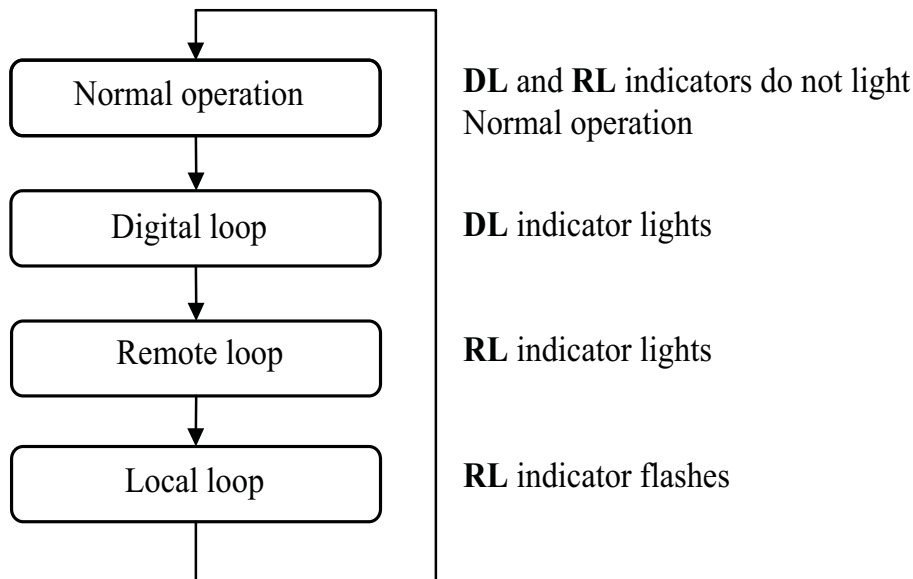 Normal operation
DL and RL indicators do not light
Normal operation
Digital loop
DL indicator lights
Remote loop
RL indicator lights
Local loop
RL indicator flashes